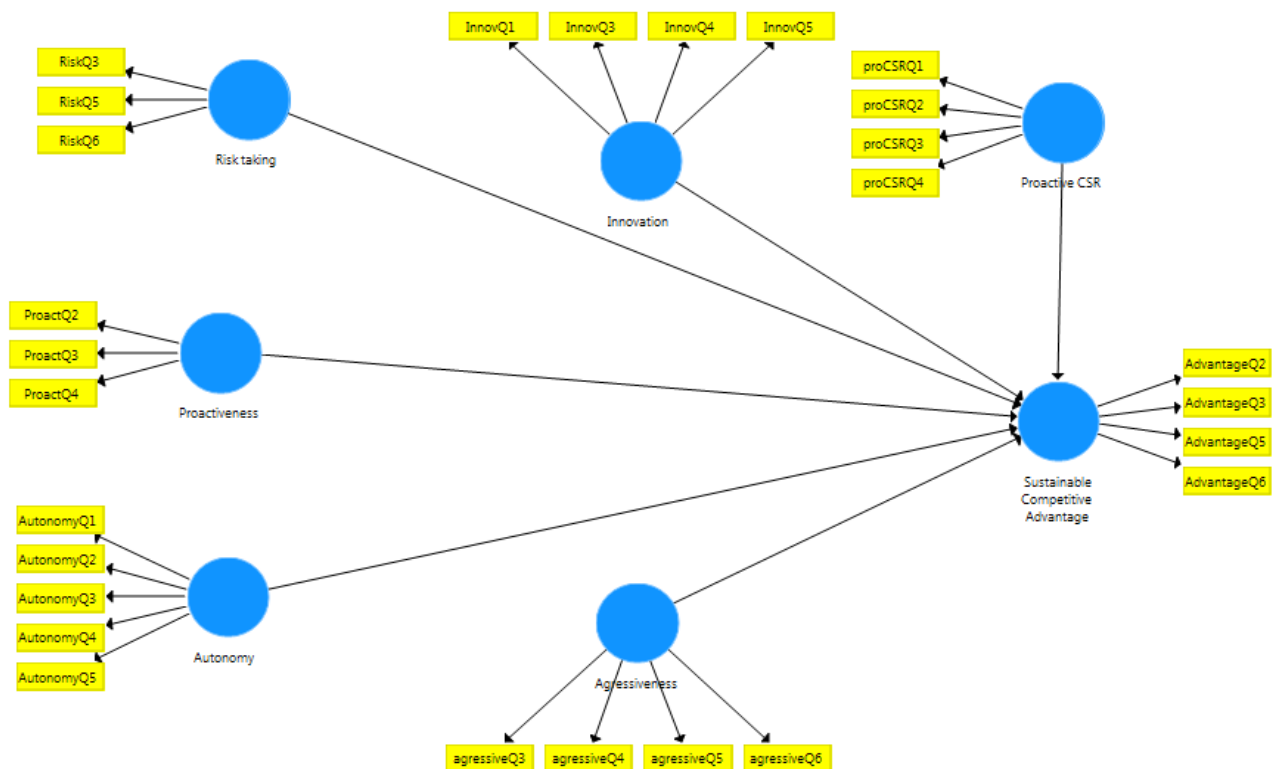 InnovQ1
InnovQ3
InnovQ4
InnovQ5
RiskQ3
RiskQ5
RiskQ6
Risk taking
proCSRQ1
proCSRQ2
proCSRQ3
proCSRQ4
Proactive CSR
Innovation
ProactQ2
ProactQ3
ProactQ4
Proactiveness
AdvantageQ2
AdvantageQ3
AdvantageQ5
AdvantageQ6
Sustainable
Competitive
Advantage
AutonomyQ1
AutonomyQ2
AutonomyQ3
AutonomyQ4
AutonomyQ5
Autonomy
Agressiveness
agressiveQ3
agressiveQ4
agressiveQ5
agressiveQ6